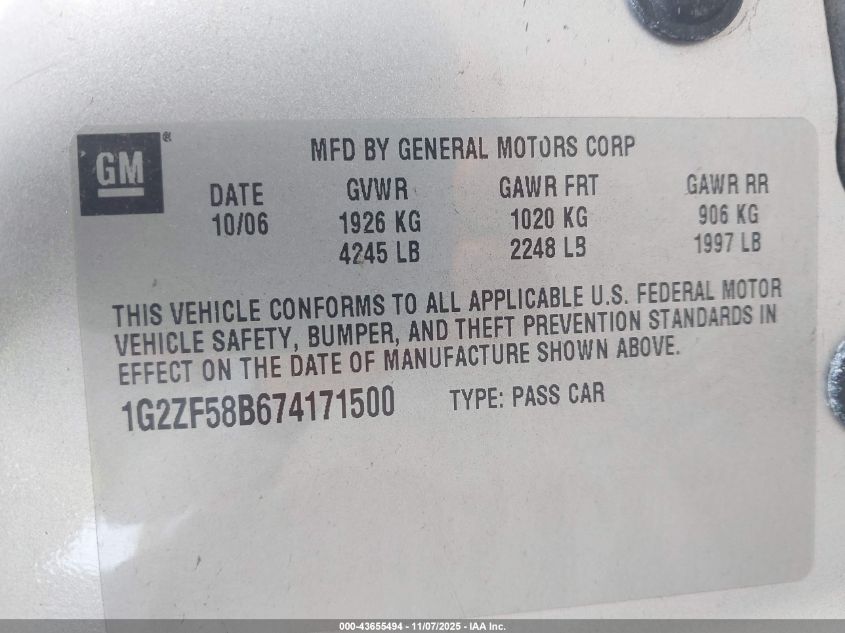 GM ®
MFD BY GENERAL MOTORS CORP
DATE GVWR GAWR FRT GAWR RR
10/06 1926 KG 1020 KG 906 KG
4245 LB 2248 LB 1997 LB
THIS VEHICLE CONFORMS TO ALL APPLICABLE U.S. FEDERAL MOTOR
VEHICLE SAFETY, BUMPER, AND THEFT PREVENTION STANDARDS IN
EFFECT ON THE DATE OF MANUFACTURE SHOWN ABOVE.
1G2ZF58B674171500 TYPE: PASS CAR
000-43655494 - 11/07/2025 - IAA Inc.